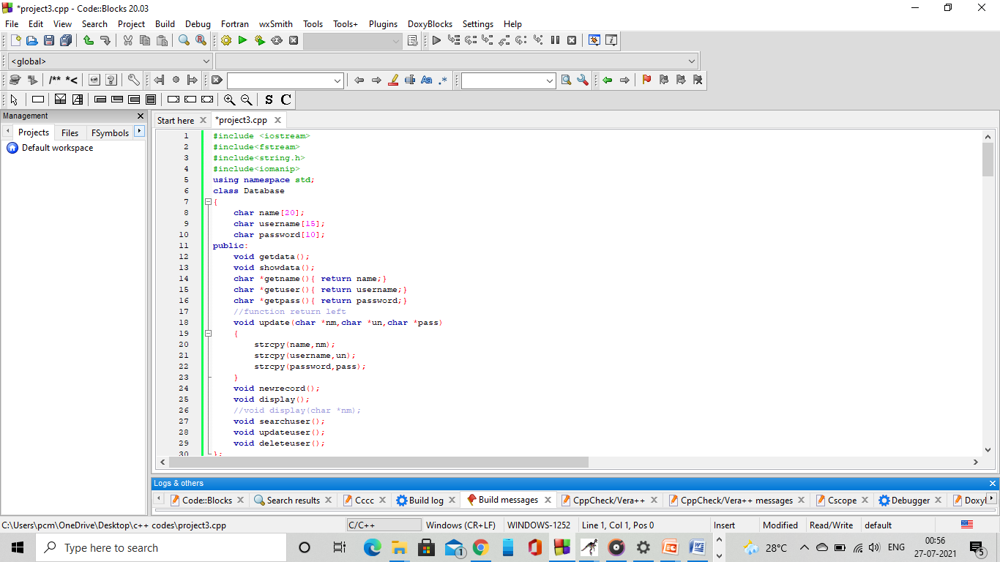 *project3.cpp - Code::Blocks 20.03
File Edit View Search Project Build Debug Fortran wxSmith Tools Tools+ Plugins DoxyBlocks Settings Help
<global>
/** *<
Aa .*
S C
Management
Start here *project3.cpp
Projects Files FSymbols
Default workspace
1 #include <iostream>
2 #include<fstream>
3 #include<string.h>
4 #include<iomanip>
5 using namespace std;
6 class Database
7 {
8 char name[20];
9 char username[15];
10 char password[10];
11 public:
12 void getdata();
13 void showdata();
14 char *getname(){ return name;}
15 char *getuser(){ return username;}
16 char *getpass(){ return password;}
17 //function return left
18 void update(char *nm,char *un,char *pass)
19 {
20 strcpy(name,nm);
21 strcpy(username,un);
22 strcpy(password,pass);
23 }
24 void newrecord();
25 void display();
26 //void display(char *nm);
27 void searchuser();
28 void updateuser();
29 void deleteuser();
30 };
Logs & others
Code::Blocks Search results Cccc Build log Build messages CppCheck/Vera++ CppCheck/Vera++ messages Cscope Debugger Doxyl
C:\Users\pcm\OneDrive\Desktop\c++ codes\project3.cpp C/C++ Windows (CR+LF) WINDOWS-1252 Line 1, Col 1, Pos 0 Insert Modified Read/Write default
Type here to search 1 28°C ENG 00:56
27-07-2021 5